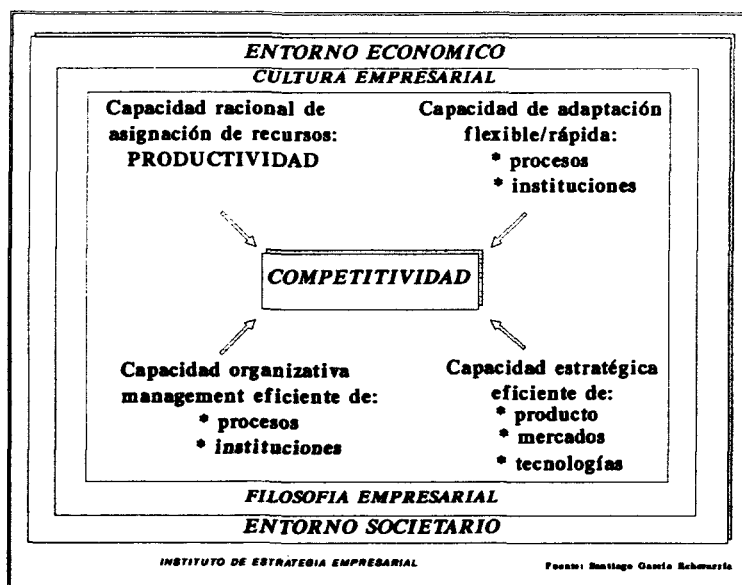 ENTORNO ECONOMICO
CULTURA EMPRESARIAL
Capacidad racional de
asignación de recursos:
PRODUCTIVIDAD
Capacidad de adaptación
flexible/rápida:
* procesos
* instituciones
COMPETITIVIDAD
Capacidad organizativa
management eficiente de:
* procesos
* instituciones
Capacidad estratégica
eficiente de:
* producto
* mercados
* tecnologías
FILOSOFIA EMPRESARIAL
ENTORNO SOCIETARIO
INSTITUTO DE ESTRATEGIA EMPRESARIAL
Fuente: Santiago García Echevarría